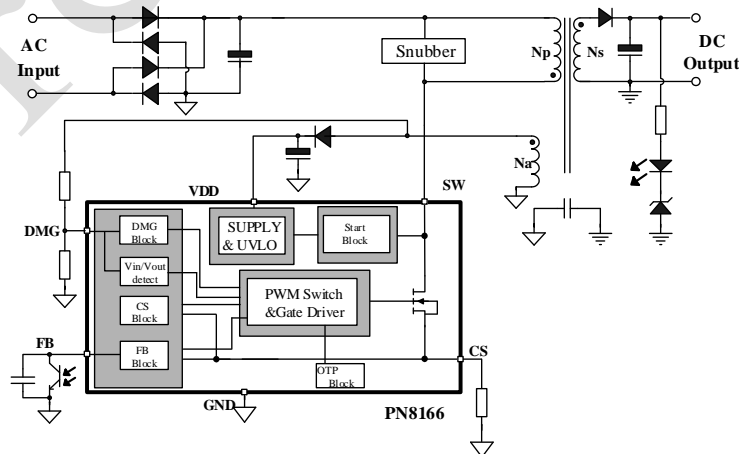 AC
Input
Snubber
Np
Ns
DC
Output
Na
VDD
SW
DMG
DMG
Block
SUPPLY
& UVLO
Start
Block
Vin/Vout
detect
PWM Switch
&Gate Driver
CS
Block
FB
FB
Block
OTP
Block
CS
GND
PN8166